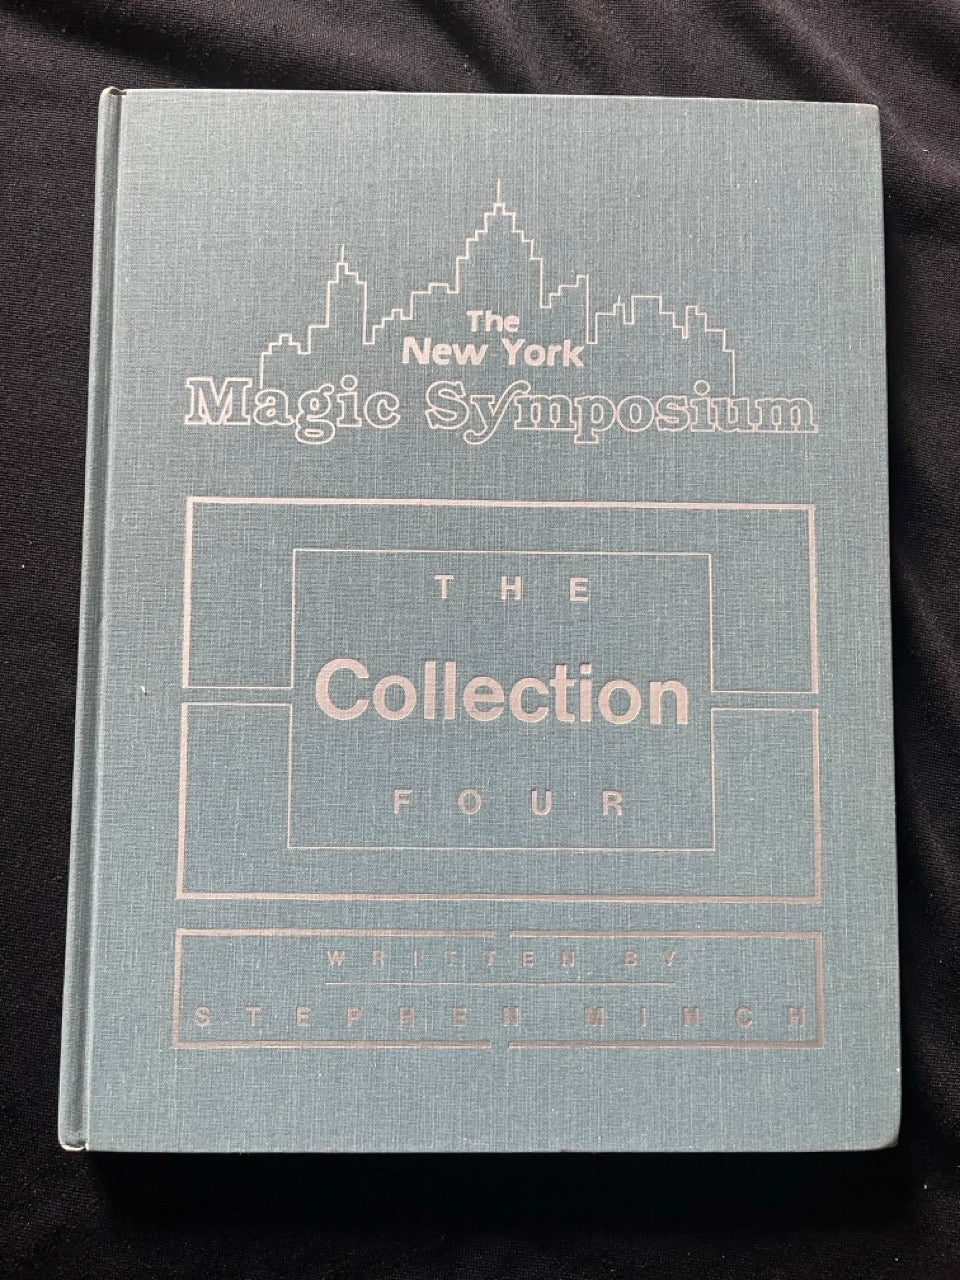 The
New York
Magic Symposium
THE
Collection
FOUR
WRITTEN BY
STEPHEN MINCH